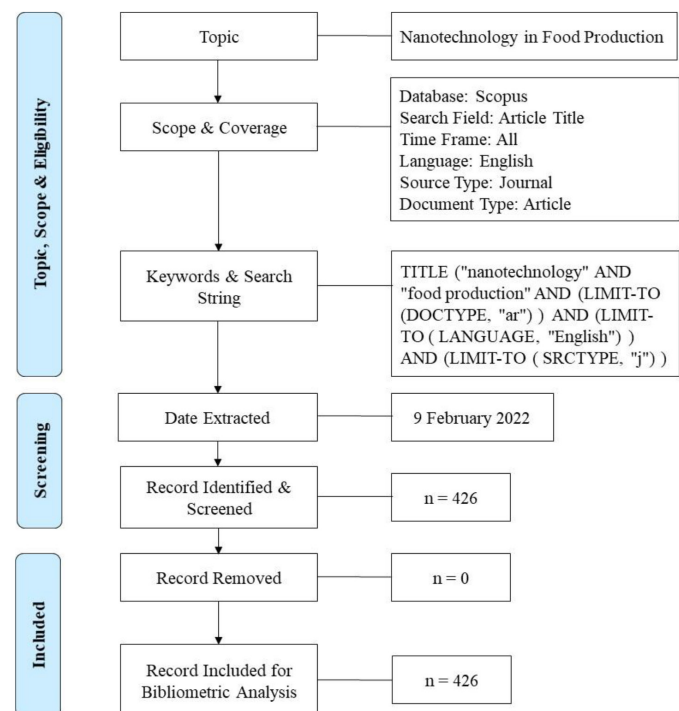 Topic, Scope & Eligibility
Topic
Nanotechnology in Food Production
Scope & Coverage
Database: Scopus
Search Field: Article Title
Time Frame: All
Language: English
Source Type: Journal
Document Type: Article
Keywords & Search
String
TITLE ("nanotechnology" AND
"food production" AND (LIMIT-TO
(DOCTYPE, "ar") ) AND (LIMIT-
TO ( LANGUAGE, "English") )
AND (LIMIT-TO ( SRCTYPE, "j") )
Screening
Date Extracted
9 February 2022
Record Identified &
Screened
n = 426
Included
Record Removed
n = 0
Record Included for
Bibliometric Analysis
n = 426